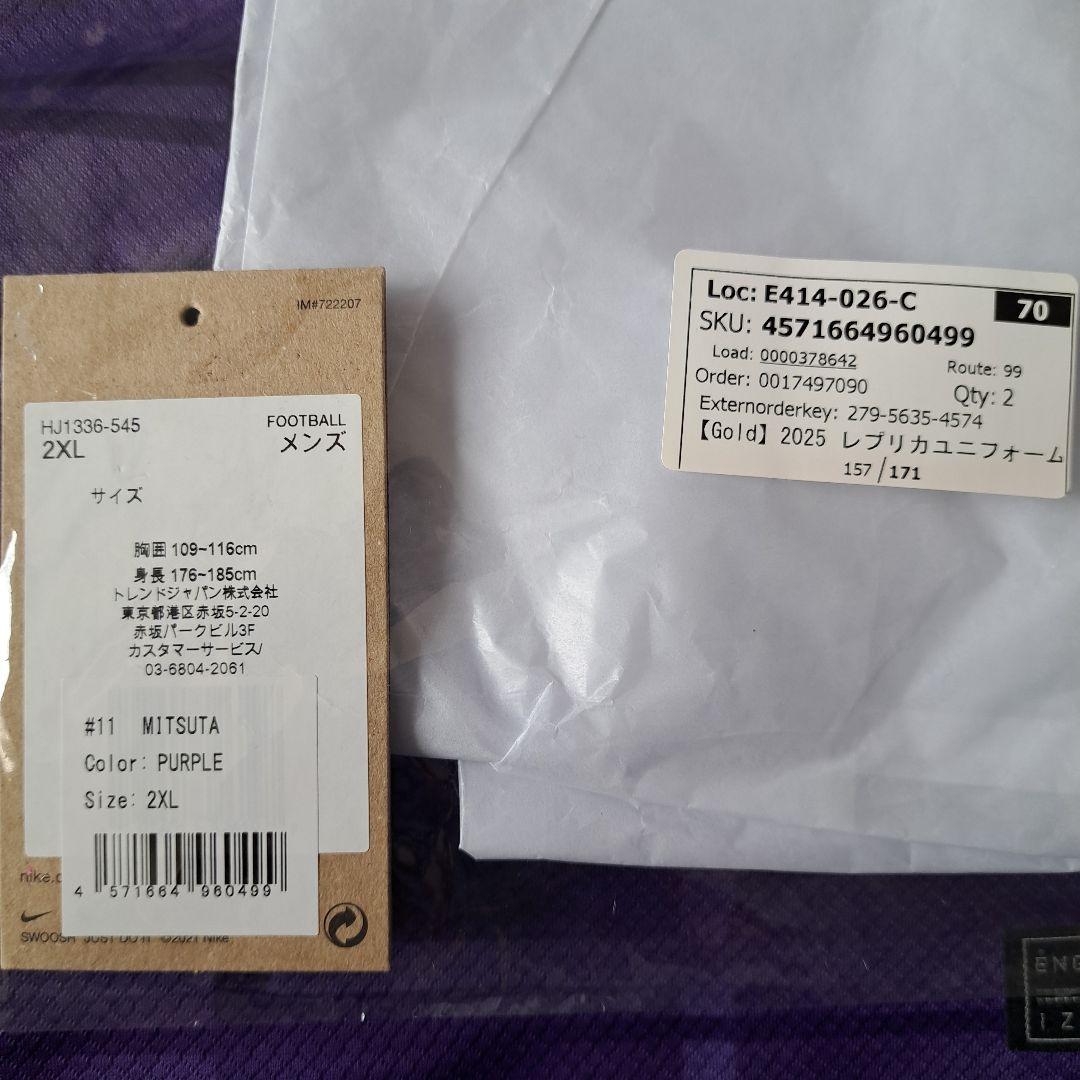 IM#722207
HJ1336-545
FOOTBALL
2XL
メンズ
サイズ
胸囲 109~116cm
身長 176~185cm
トレンドジャパン株式会社
東京都港区赤坂5-2-20
赤坂パークビル3F
カスタマーサービス/
03-6804-2061
#11 MITSUTA
Color: PURPLE
Size: 2XL
4 571664 960499
nike.c
SWOOSH JUST DO IT ©2021 Nike
Loc: E414-026-C
70
SKU: 4571664960499
Load: 0000378642
Route: 99
Order: 0017497090
Qty: 2
Externorderkey: 279-5635-4574
【Gold】2025 レプリカユニフォーム
157 / 171
ENG
IZ